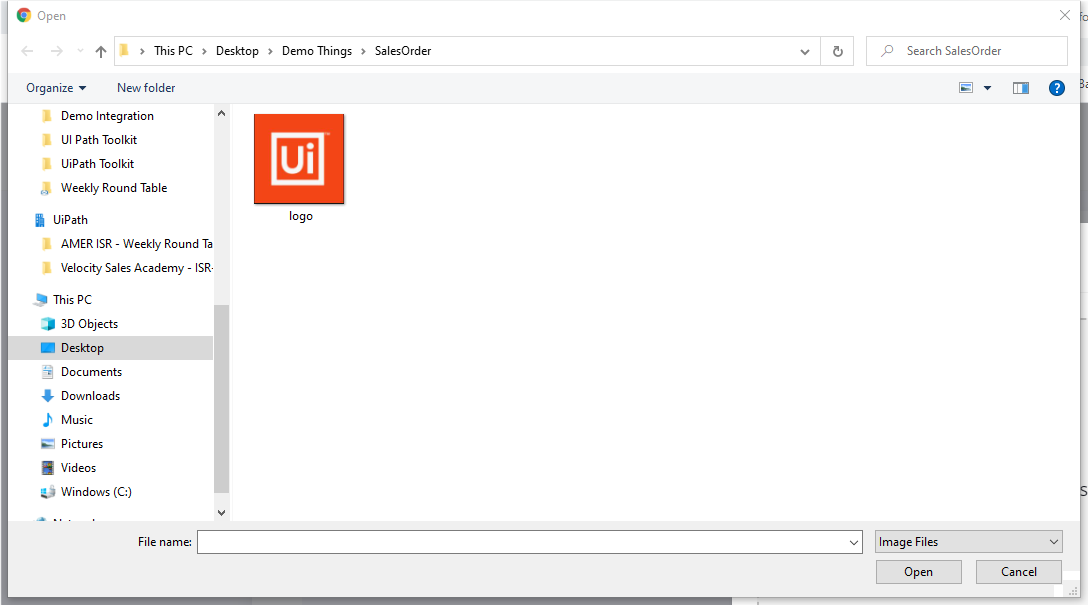 Open
This PC > Desktop > Demo Things > SalesOrder
Search SalesOrder
Organize
New folder
?
Demo Integration
UI Path Toolkit
UiPath Toolkit
Weekly Round Table
UiPath
AMER ISR - Weekly Round Ta
Velocity Sales Academy - ISR-
This PC
3D Objects
Desktop
Documents
Downloads
Music
Pictures
Videos
Windows (C:)
Ui™
logo
File name:
Image Files
Open
Cancel